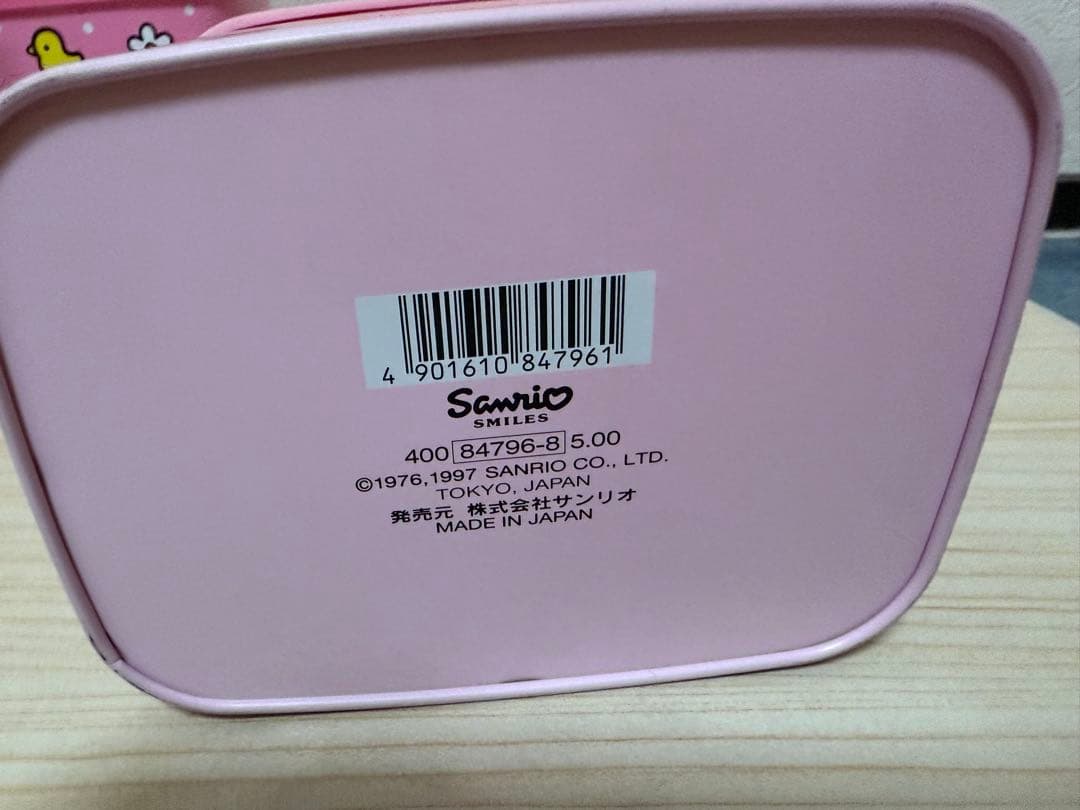 4 901610 847961
Sanrio
SMILES
400 84796-8 5.00
©1976,1997 SANRIO CO., LTD.
TOKYO, JAPAN
発売元 株式会社サンリオ
MADE IN JAPAN